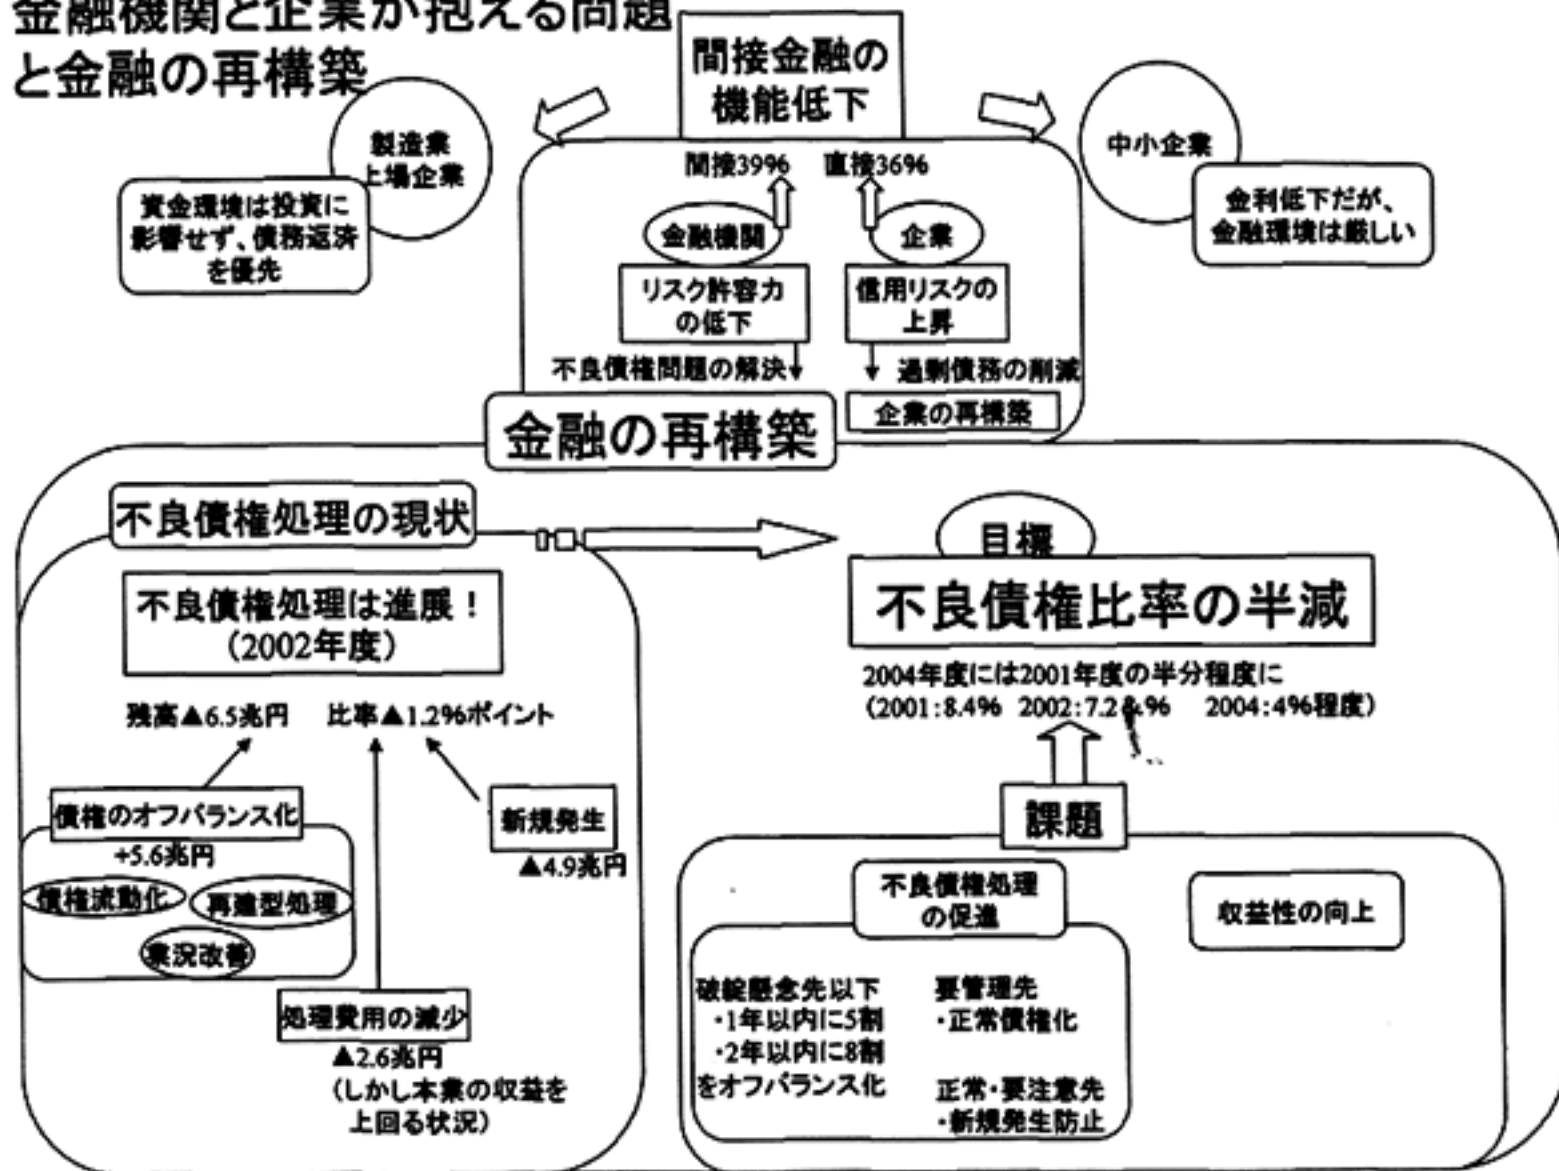 金融機関と企業が抱える問題
と金融の再構築
間接金融の
機能低下
製造業
上場企業
資金環境は投資に
影響せず、債務返済
を優先
中小企業
金利低下だが、
金融環境は厳しい
間接39% 直接36%
金融機関
企業
リスク許容力
の低下
信用リスクの
上昇
不良債権問題の解決
過剰債務の削減
企業の再構築
金融の再構築
不良債権処理の現状
不良債権処理は進展！
（2002年度）
残高▲6.5兆円 比率▲1.2%ポイント
債権のオフバランス化
+5.6兆円
債権流動化
再建型処理
業況改善
新規発生
▲4.9兆円
処理費用の減少
▲2.6兆円
（しかし本業の収益を
上回る状況）
目標
不良債権比率の半減
2004年度には2001年度の半分程度に
（2001：8.4% 2002：7.2% 2004：4%程度）
課題
不良債権処理
の促進
破綻懸念先以下
・1年以内に5割
・2年以内に8割
をオフバランス化
要管理先
・正常債権化
正常・要注意先
・新規発生防止
収益性の向上